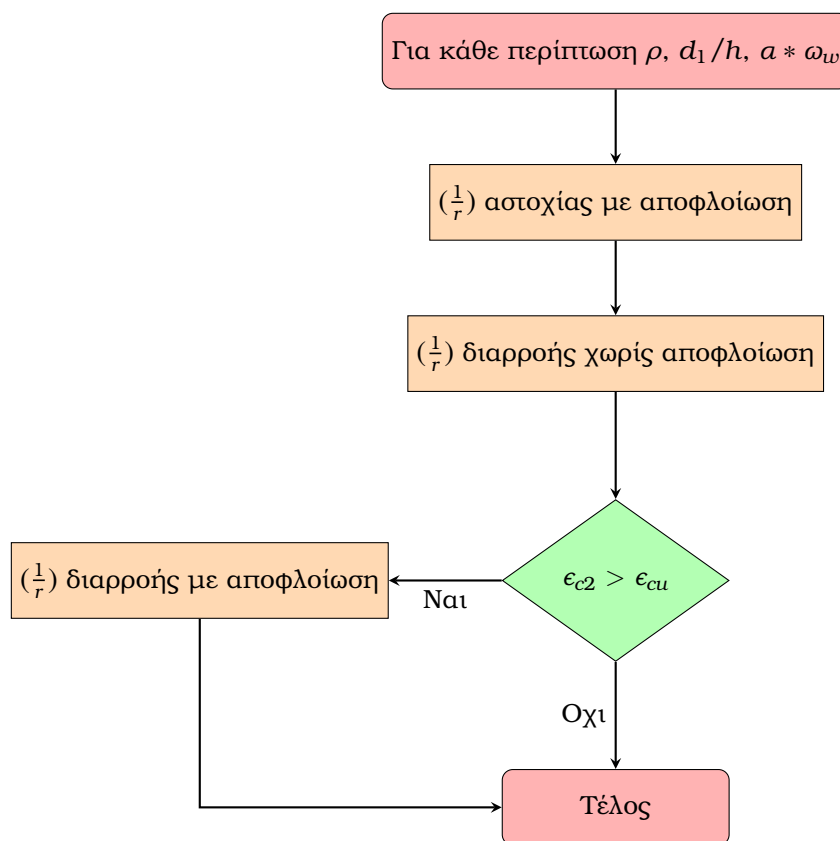 Για κάθε περίπτωση ρ, d₁/h, α ∗ ω_w
(1/r) αστοχίας με αποφλοίωση
(1/r) διαρροής χωρίς αποφλοίωση
ϵ_c2 > ϵ_cu
Ναι
(1/r) διαρροής με αποφλοίωση
Οχι
Τέλος